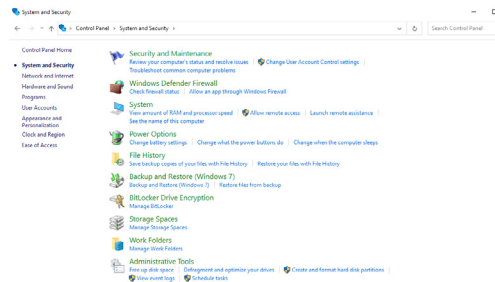 System and Security
Control Panel > System and Security >
Search Control Panel
Control Panel Home
System and Security
Network and Internet
Hardware and Sound
Programs
User Accounts
Appearance and
Personalization
Clock and Region
Ease of Access
Security and Maintenance
Review your computer's status and resolve issues | Change User Account Control settings |
Troubleshoot common computer problems
Windows Defender Firewall
Check firewall status | Allow an app through Windows Firewall
System
View amount of RAM and processor speed | Allow remote access | Launch remote assistance |
See the name of this computer
Power Options
Change battery settings | Change what the power buttons do | Change when the computer sleeps
File History
Save backup copies of your files with File History | Restore your files with File History
Backup and Restore (Windows 7)
Backup and Restore (Windows 7) | Restore files from backup
BitLocker Drive Encryption
Manage BitLocker
Storage Spaces
Manage Storage Spaces
Work Folders
Manage Work Folders
Administrative Tools
Free up disk space | Defragment and optimize your drives | Create and format hard disk partitions |
View event logs | Schedule tasks